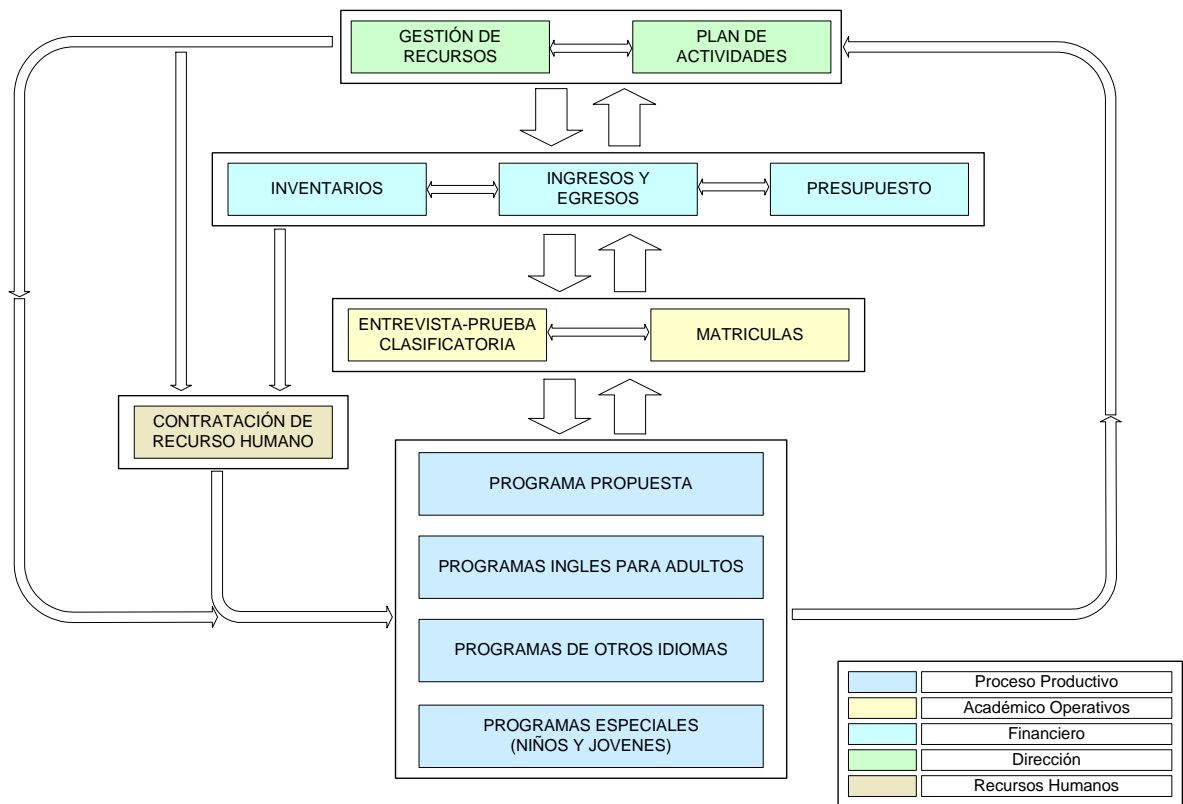 GESTIÓN DE
RECURSOS
PLAN DE
ACTIVIDADES
INVENTARIOS
INGRESOS Y
EGRESOS
PRESUPUESTO
ENTREVISTA-PRUEBA
CLASIFICATORIA
MATRICULAS
CONTRATACIÓN DE
RECURSO HUMANO
PROGRAMA PROPUESTA
PROGRAMAS INGLES PARA ADULTOS
PROGRAMAS DE OTROS IDIOMAS
PROGRAMAS ESPECIALES
(NIÑOS Y JOVENES)
Proceso Productivo
Académico Operativos
Financiero
Dirección
Recursos Humanos